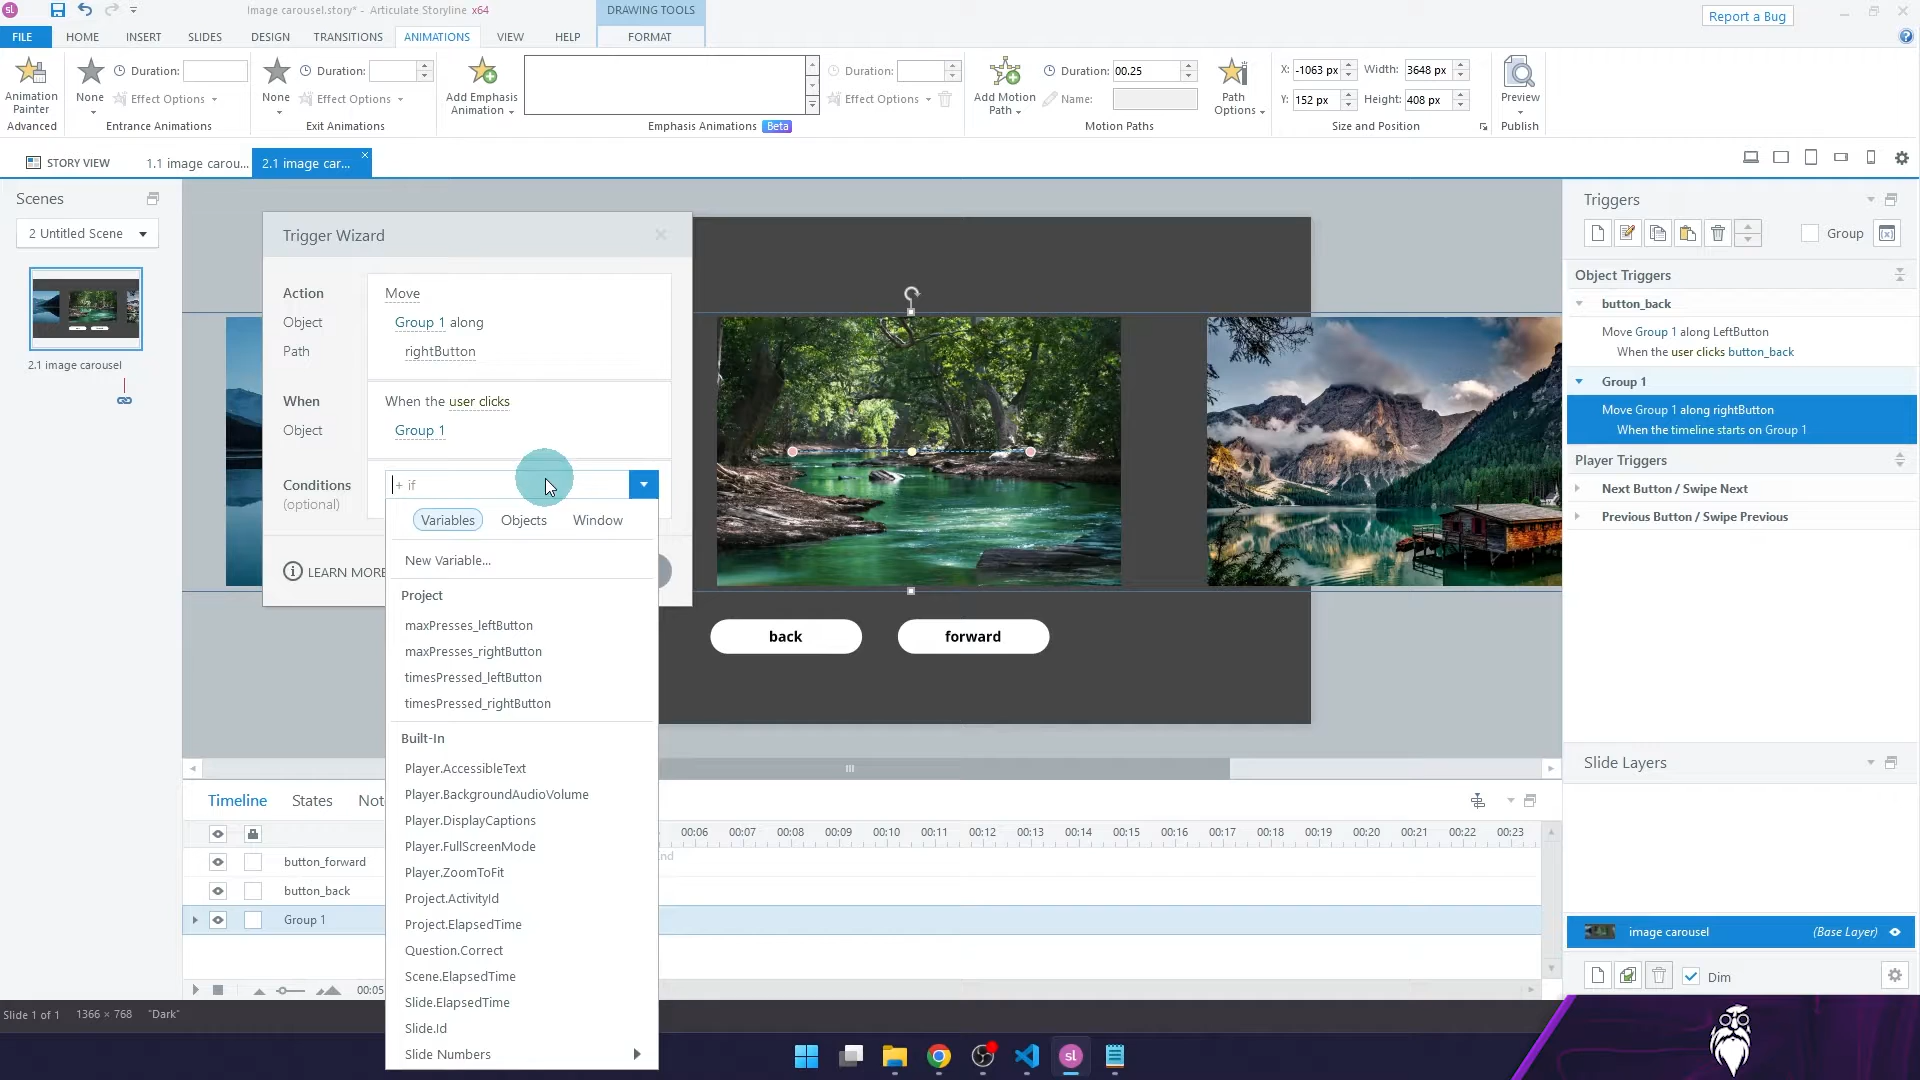 sl
Image carousel.story* - Articulate Storyline x64
DRAWING TOOLS
Report a Bug
FILE
HOME
INSERT
SLIDES
DESIGN
TRANSITIONS
ANIMATIONS
VIEW
HELP
FORMAT
Animation Painter
None
Duration:
Effect Options
None
Duration:
Effect Options
Add Emphasis Animation
Duration:
Effect Options
Add Motion Path
Duration: 00.25
Name:
Path Options
X: -1063 px
Width: 3648 px
Y: 152 px
Height: 408 px
Preview
Advanced
Entrance Animations
Exit Animations
Emphasis Animations Beta
Motion Paths
Size and Position
Publish
STORY VIEW
1.1 image carou...
2.1 image car...
Scenes
2 Untitled Scene
2.1 image carousel
Trigger Wizard
Action
Move
Object
Group 1 along
Path
rightButton
When
When the user clicks
Object
Group 1
Conditions
(optional)
+ if
Variables
Objects
Window
LEARN MORE
New Variable...
Project
maxPresses_leftButton
maxPresses_rightButton
timesPressed_leftButton
timesPressed_rightButton
Built-In
Player.AccessibleText
Player.BackgroundAudioVolume
Player.DisplayCaptions
Player.FullScreenMode
Player.ZoomToFit
Project.ActivityId
Project.ElapsedTime
Question.Correct
Scene.ElapsedTime
Slide.ElapsedTime
Slide.Id
Slide Numbers
back
forward
Triggers
Group
Object Triggers
button_back
Move Group 1 along LeftButton
When the user clicks button_back
Group 1
Move Group 1 along rightButton
When the timeline starts on Group 1
Player Triggers
Next Button / Swipe Next
Previous Button / Swipe Previous
Slide Layers
image carousel
(Base Layer)
Dim
Timeline
States
Not
00:06
00:07
00:08
00:09
00:10
00:11
00:12
00:13
00:14
00:15
00:16
00:17
00:18
00:19
00:20
00:21
00:22
00:23
nd
button_forward
button_back
Group 1
00:05
Slide 1 of 1
1366 × 768
"Dark"
sl